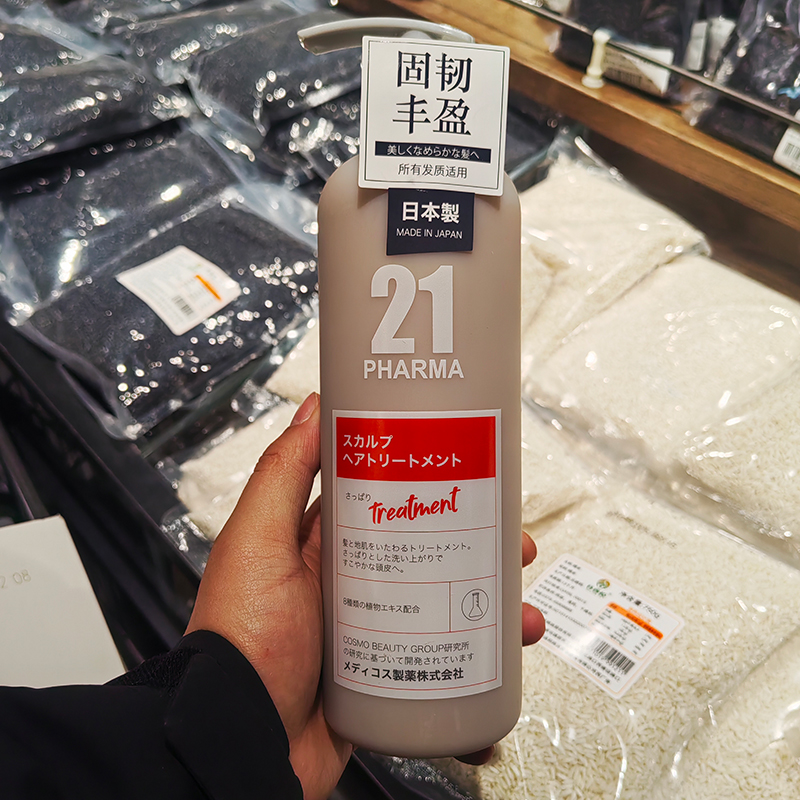 固韧
丰盈
美しくなめらかな髪へ
所有发质适用
日本製
MADE IN JAPAN
21
PHARMA
スカルプ
ヘアトリートメント
さっぱり
treatment
髪と地肌をいたわるトリートメント。
さっぱりとした洗い上がりで
すこやかな頭皮へ。
8種類の植物エキス配合
COSMO BEAUTY GROUP研究所
の研究に基づいて開発されています
メディコス製薬株式会社
2 08
净含量:750g